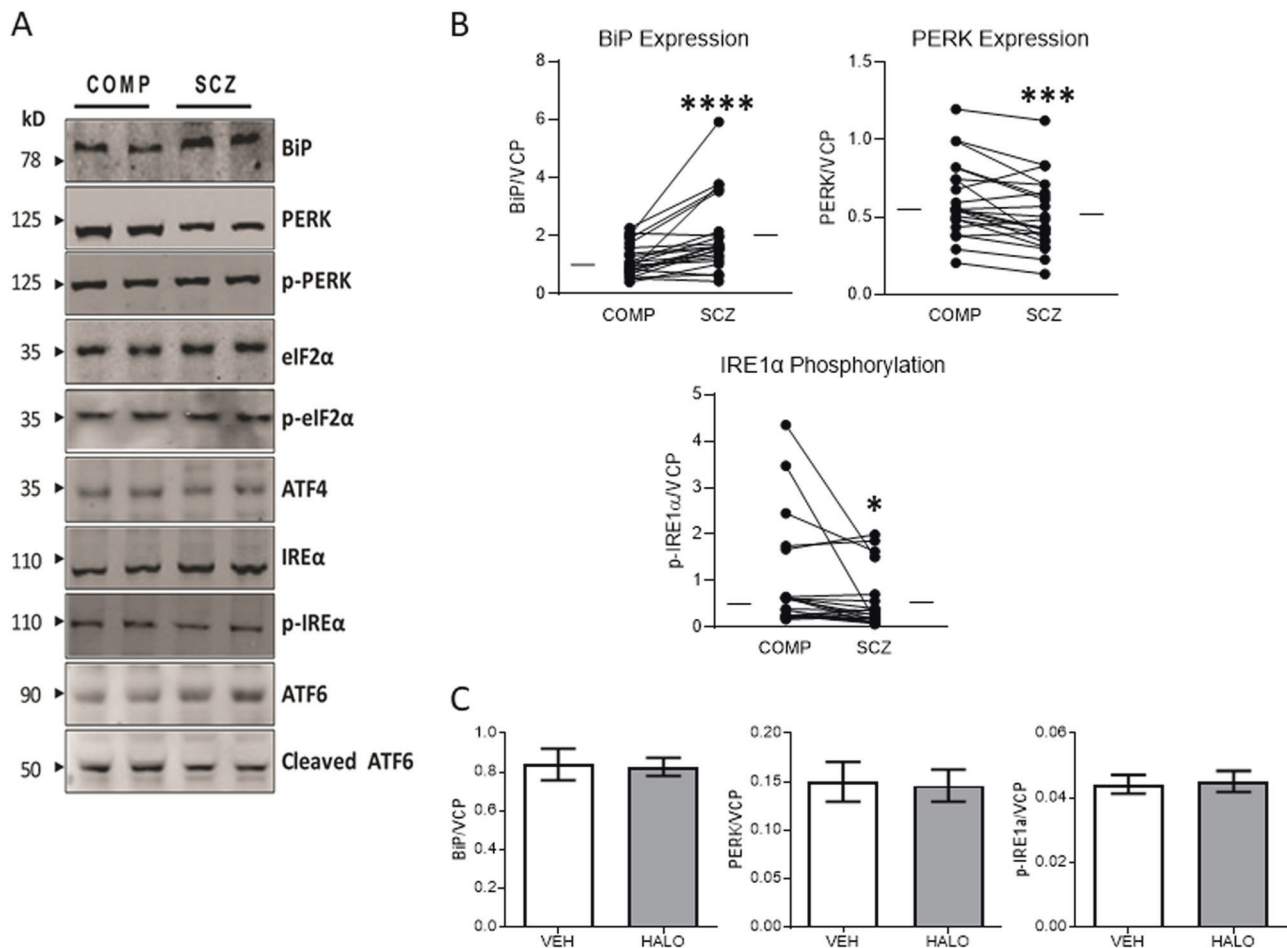 A
COMP SCZ
kD
78 BiP
125 PERK
125 p-PERK
35 eIF2α
35 p-eIF2α
35 ATF4
110 IREα
110 p-IREα
90 ATF6
50 Cleaved ATF6
B
BiP Expression
8
6
4
2
0
BiP/VCP
****
COMP SCZ
PERK Expression
1.5
1.0
0.5
0.0
PERK/VCP
***
COMP SCZ
IRE1α Phosphorylation
5
4
3
2
1
0
p-IRE1α/VCP
*
COMP SCZ
C
1.0
0.8
0.6
0.4
0.2
0.0
BiP/VCP
VEH HALO
0.20
0.15
0.10
0.05
0.00
PERK/VCP
VEH HALO
0.06
0.04
0.02
0.00
p-IRE1a/VCP
VEH HALO